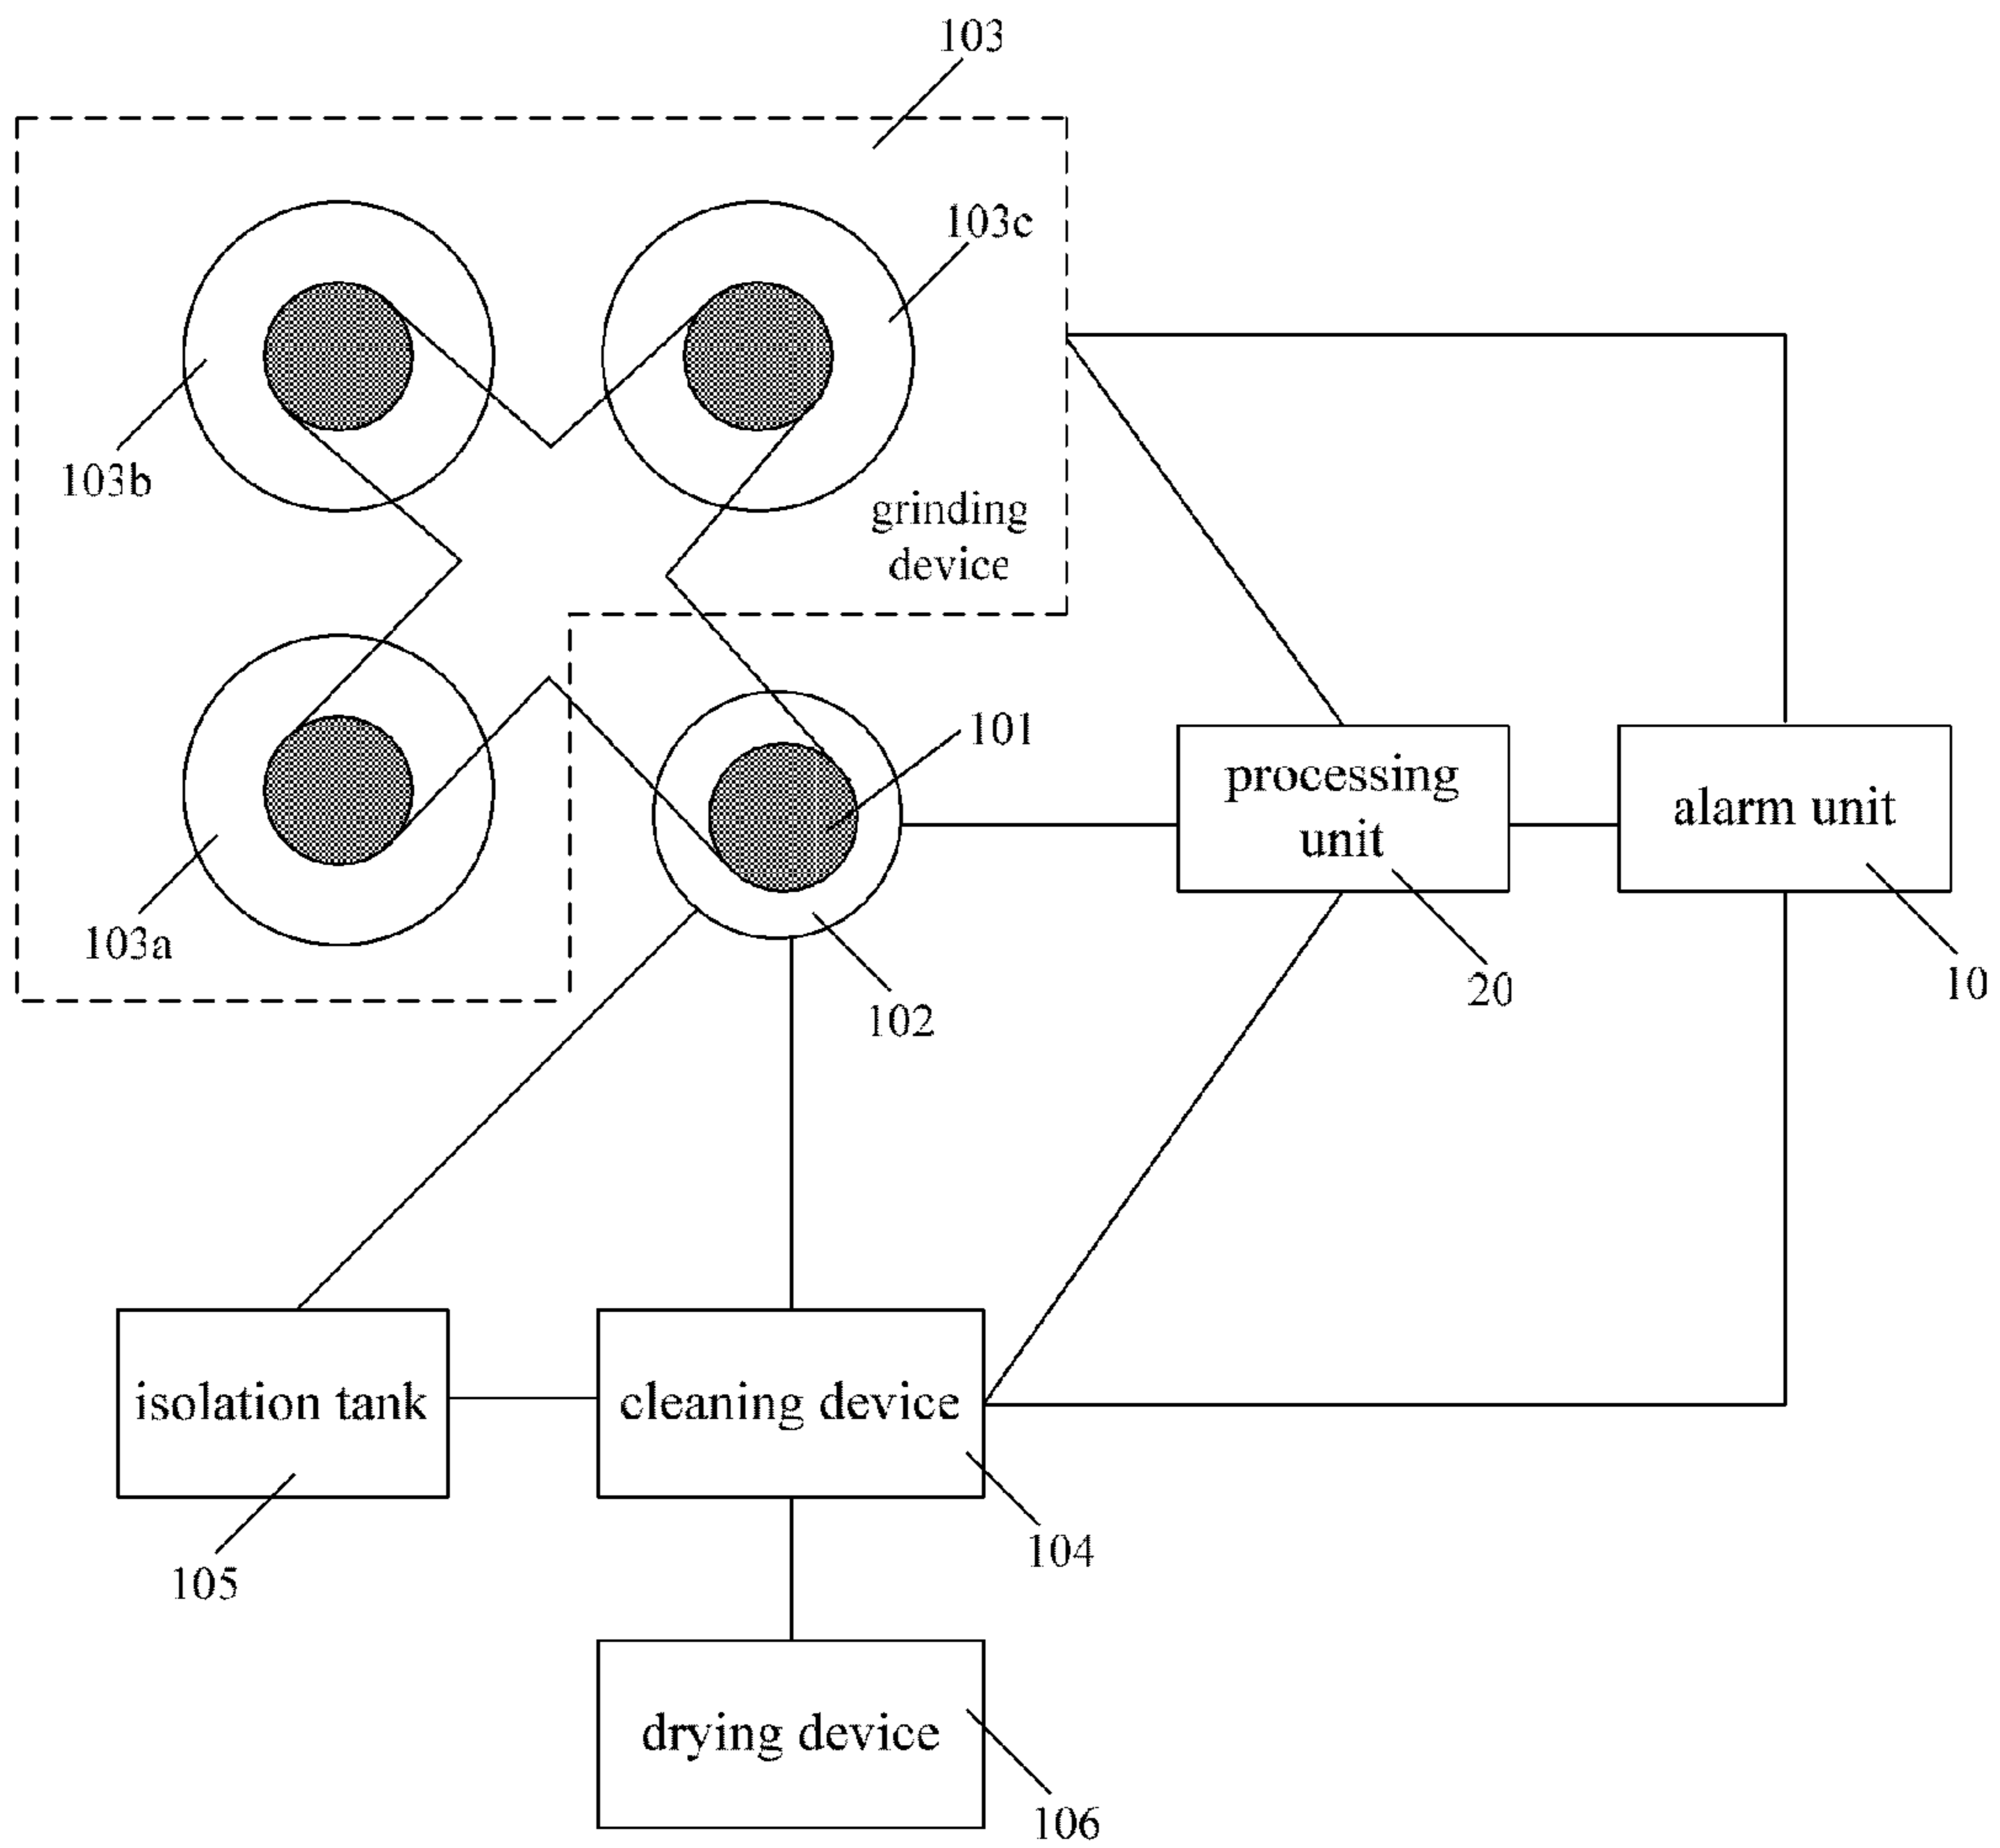 103
103c
103b
grinding
device
101
processing
unit
alarm unit
103a
20
10
102
isolation tank
cleaning device
104
105
drying device
106